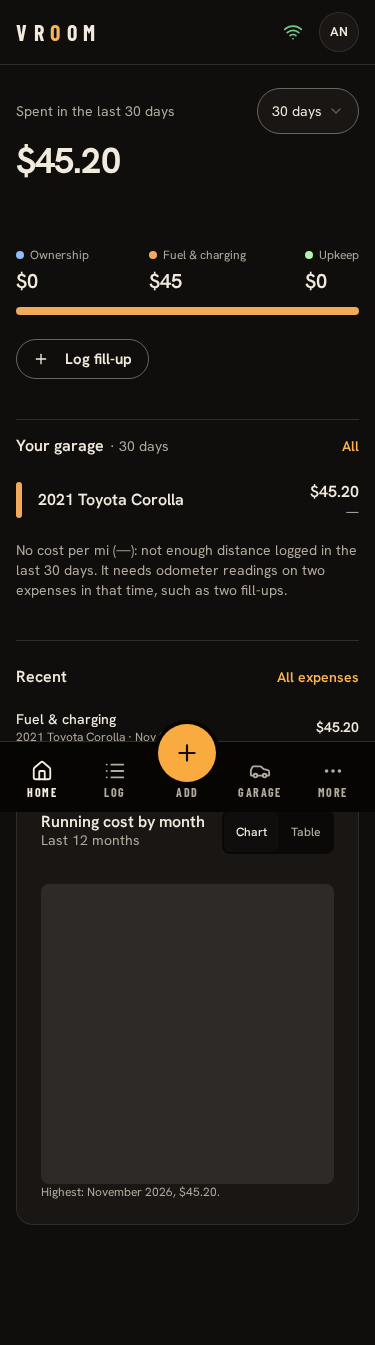 VROOM
AN
Spent in the last 30 days
30 days
$45.20
Ownership
$0
Fuel & charging
$45
Upkeep
$0
Log fill-up
Your garage · 30 days
All
2021 Toyota Corolla
$45.20
—
No cost per mi (—): not enough distance logged in the
last 30 days. It needs odometer readings on two
expenses in that time, such as two fill-ups.
Recent
All expenses
Fuel & charging
$45.20
2021 Toyota Corolla · Nov
HOME
LOG
ADD
GARAGE
MORE
Running cost by month
Last 12 months
Chart
Table
Highest: November 2026, $45.20.